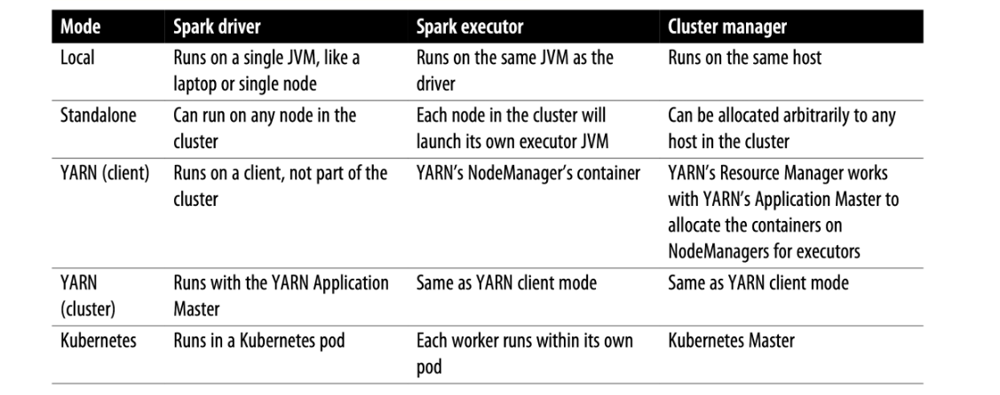 Mode Spark driver Spark executor Cluster manager
Local Runs on a single JVM, like a Runs on the same JVM as the Runs on the same host
laptop or single node driver
Standalone Can run on any node in the Each node in the cluster will Can be allocated arbitrarily to any
cluster launch its own executor JVM host in the cluster
YARN (client) Runs on a client, not part of the YARN’s NodeManager’s container YARN’s Resource Manager works
cluster with YARN’s Application Master to
allocate the containers on
NodeManagers for executors
YARN Runs with the YARN Application Same as YARN client mode Same as YARN client mode
(cluster) Master
Kubernetes Runs in a Kubernetes pod Each worker runs within its own Kubernetes Master
pod